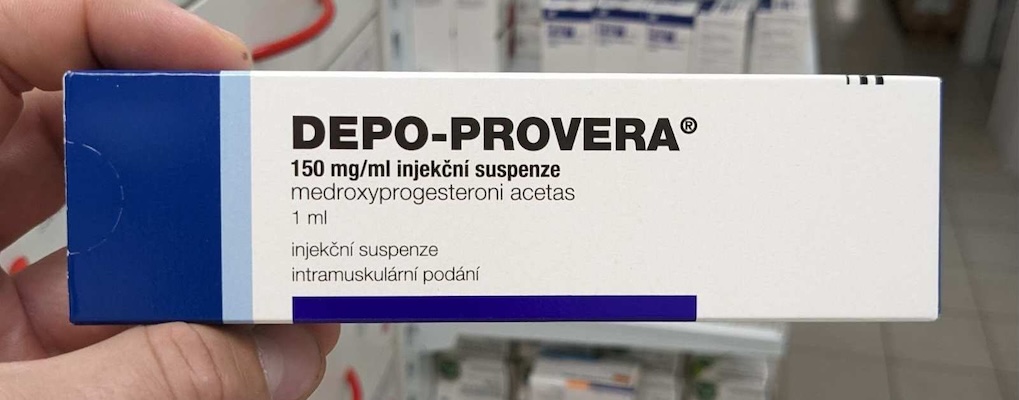 DEPO-PROVERA®
150 mg/ml injekční suspenze
medroxyprogesteroni acetas
1 ml
injekční suspenze
intramuskulární podání